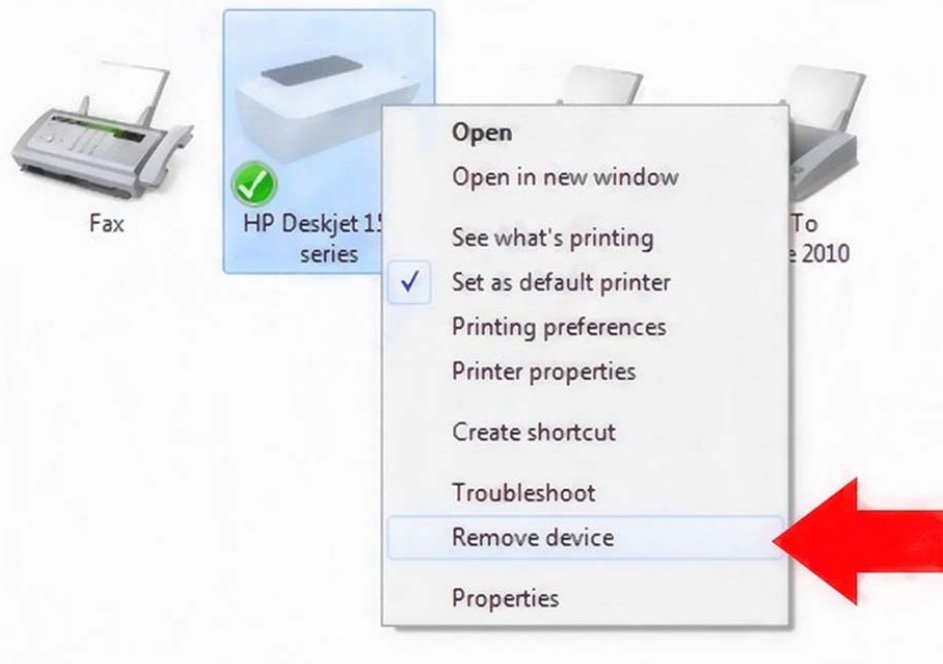 Fax
HP Deskjet 15
series
To
2010
Open
Open in new window
See what's printing
Set as default printer
Printing preferences
Printer properties
Create shortcut
Troubleshoot
Remove device
Properties